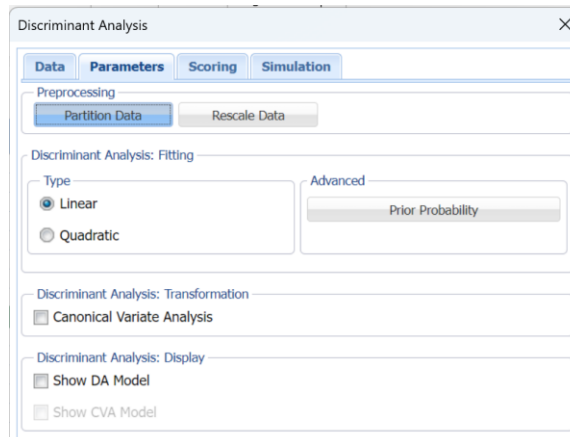 Discriminant Analysis
Data Parameters Scoring Simulation
Preprocessing
Partition Data Rescale Data
Discriminant Analysis: Fitting
Type
Linear
Quadratic
Advanced
Prior Probability
Discriminant Analysis: Transformation
Canonical Variate Analysis
Discriminant Analysis: Display
Show DA Model
Show CVA Model